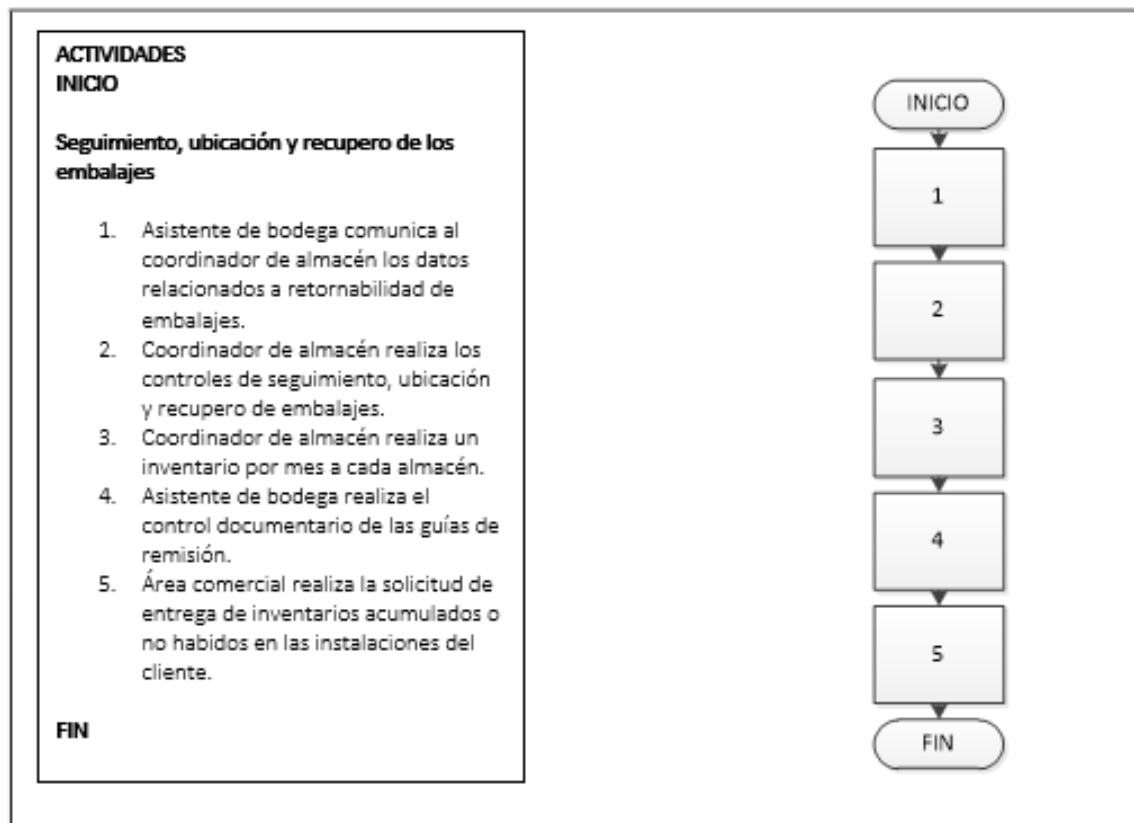 ACTIVIDADES
INICIO
Seguimiento, ubicación y recupero de los
embalajes
1. Asistente de bodega comunica al
coordinador de almacén los datos
relacionados a retornabilidad de
embalajes.
2. Coordinador de almacén realiza los
controles de seguimiento, ubicación
y recupero de embalajes.
3. Coordinador de almacén realiza un
inventario por mes a cada almacén.
4. Asistente de bodega realiza el
control documentario de las guías de
remisión.
5. Área comercial realiza la solicitud de
entrega de inventarios acumulados o
no habidos en las instalaciones del
cliente.
FIN
INICIO
1
2
3
4
5
FIN